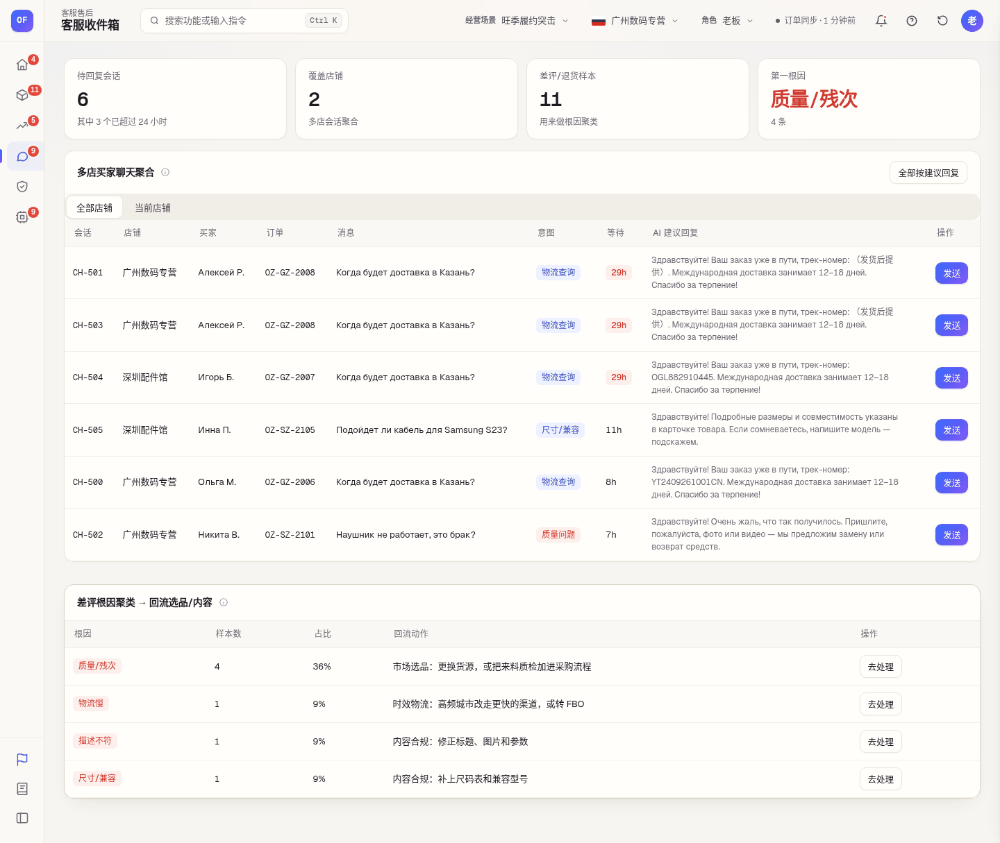 OF
客服售后
客服收件箱
搜索功能或输入指令
Ctrl K
经营场景 旺季履约突击
广州数码专营
角色 老板
订单同步 · 1 分钟前
老
4
11
5
9
9
待回复会话
6
其中 3 个已超过 24 小时
覆盖店铺
2
多店会话聚合
差评/退货样本
11
用来做根因聚类
第一根因
质量/残次
4 条
多店买家聊天聚合
全部按建议回复
全部店铺 当前店铺
会话 店铺 买家 订单 消息 意图 等待 AI 建议回复 操作
CH-501 广州数码专营 Алексей Р. OZ-GZ-2008 Когда будет доставка в Казань? 物流查询 29h
Здравствуйте! Ваш заказ уже в пути, трек-номер: （发货后提
供）. Международная доставка занимает 12–18 дней.
Спасибо за терпение!
发送
CH-503 广州数码专营 Алексей Р. OZ-GZ-2008 Когда будет доставка в Казань? 物流查询 29h
Здравствуйте! Ваш заказ уже в пути, трек-номер: （发货后提
供）. Международная доставка занимает 12–18 дней.
Спасибо за терпение!
发送
CH-504 深圳配件馆 Игорь Б. OZ-GZ-2007 Когда будет доставка в Казань? 物流查询 29h
Здравствуйте! Ваш заказ уже в пути, трек-номер:
OGL882910445. Международная доставка занимает 12–18
дней. Спасибо за терпение!
发送
CH-505 深圳配件馆 Инна П. OZ-SZ-2105 Подойдет ли кабель для Samsung S23? 尺寸/兼容 11h
Здравствуйте! Подробные размеры и совместимость указаны
в карточке товара. Если сомневаетесь, напишите модель —
подскажем.
发送
CH-500 广州数码专营 Ольга М. OZ-GZ-2006 Когда будет доставка в Казань? 物流查询 8h
Здравствуйте! Ваш заказ уже в пути, трек-номер:
YT2409261001CN. Международная доставка занимает 12–18
дней. Спасибо за терпение!
发送
CH-502 广州数码专营 Никита В. OZ-SZ-2101 Наушник не работает, это брак? 质量问题 7h
Здравствуйте! Очень жаль, что так получилось. Пришлите,
пожалуйста, фото или видео — мы предложим замену или
возврат средств.
发送
差评根因聚类 → 回流选品/内容
根因 样本数 占比 回流动作 操作
质量/残次 4 36% 市场选品：更换货源，或把来料质检加进采购流程 去处理
物流慢 1 9% 时效物流：高频城市改走更快的渠道，或转 FBO 去处理
描述不符 1 9% 内容合规：修正标题、图片和参数 去处理
尺寸/兼容 1 9% 内容合规：补上尺码表和兼容型号 去处理